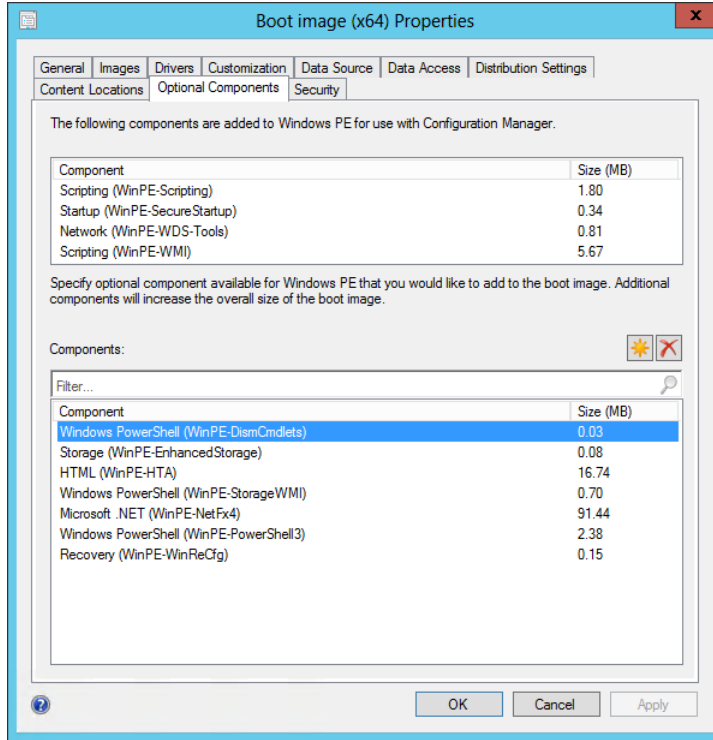 Boot image (x64) Properties
x
General Images Drivers Customization Data Source Data Access Distribution Settings
Content Locations Optional Components Security
The following components are added to Windows PE for use with Configuration Manager.
Component Size (MB)
Scripting (WinPE-Scripting) 1.80
Startup (WinPE-SecureStartup) 0.34
Network (WinPE-WDS-Tools) 0.81
Scripting (WinPE-WMI) 5.67
Specify optional component available for Windows PE that you would like to add to the boot image. Additional
components will increase the overall size of the boot image.
Components:
Filter...
Component Size (MB)
Windows PowerShell (WinPE-DismCmdlets) 0.03
Storage (WinPE-EnhancedStorage) 0.08
HTML (WinPE-HTA) 16.74
Windows PowerShell (WinPE-StorageWMI) 0.70
Microsoft .NET (WinPE-NetFx4) 91.44
Windows PowerShell (WinPE-PowerShell3) 2.38
Recovery (WinPE-WinReCfg) 0.15
? OK Cancel Apply